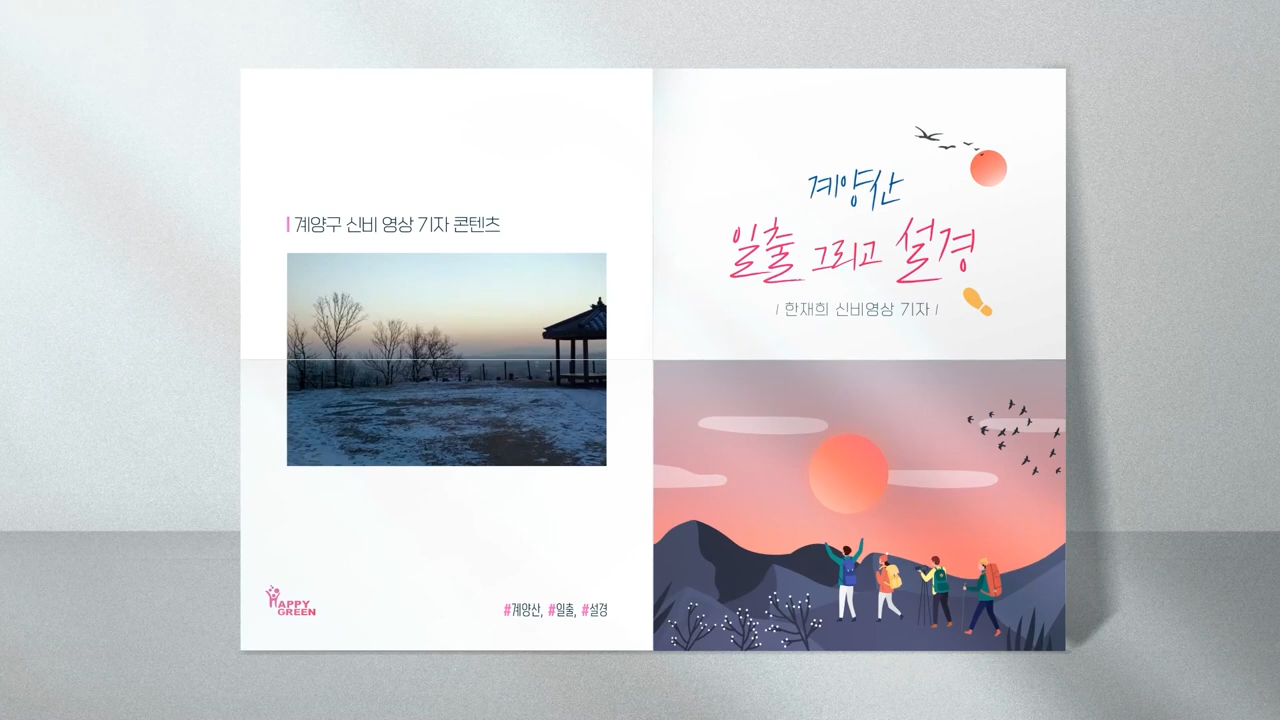 계양구 신비 영상 기자 콘텐츠
HAPPY
GREEN
#계양산, #일출, #설경
계양산
일출 그리고 설경
/ 한재희 신비영상 기자 /